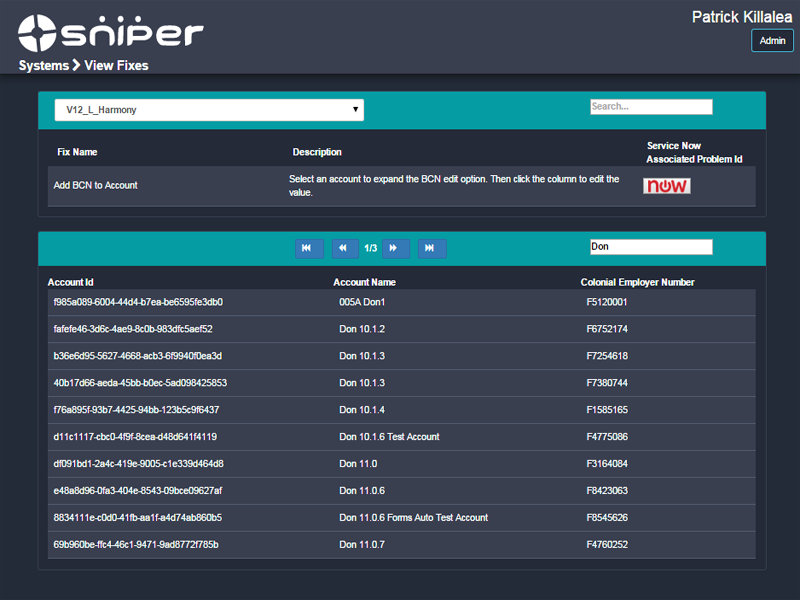 sniper
Patrick Killalea
Admin
Systems > View Fixes
V12_L_Harmony
Search...
Fix Name Description Service Now
Associated Problem Id
Add BCN to Account
Select an account to expand the BCN edit option. Then click the column to edit the
value.
now
1/3
Don
Account Id Account Name Colonial Employer Number
f985a089-6004-44d4-b7ea-be6595fe3db0 005A Don1 F5120001
fafefe46-3d6c-4ae9-8c0b-983dfc5aef52 Don 10.1.2 F6752174
b36e6d95-5627-4668-acb3-6f9940f0ea3d Don 10.1.3 F7254618
40b17d66-aeda-45bb-b0ec-5ad098425853 Don 10.1.3 F7380744
f76a895f-93b7-4425-94bb-123b5c9f6437 Don 10.1.4 F1585165
d11c1117-cbc0-4f9f-8cea-d48d641f4119 Don 10.1.6 Test Account F4775086
df091bd1-2a4c-419e-9005-c1e339d464d8 Don 11.0 F3164084
e48a8d96-0fa3-404e-8543-09bce09627af Don 11.0.6 F8423063
8834111e-c0d0-41fb-aa1f-a4d74ab860b5 Don 11.0.6 Forms Auto Test Account F8545626
69b960be-ffc4-46c1-9471-9ad8772f785b Don 11.0.7 F4760252